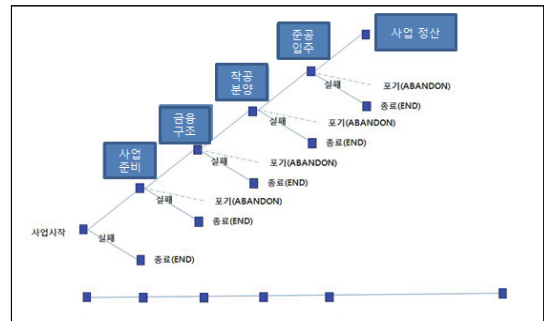 준공
입주
사업 정산
착공
분양
실패
포기(ABANDON)
종료(END)
금융
구조
실패
포기(ABANDON)
종료(END)
사업
준비
실패
포기(ABANDON)
종료(END)
실패
포기(ABANDON)
종료(END)
사업시작
실패
종료(END)